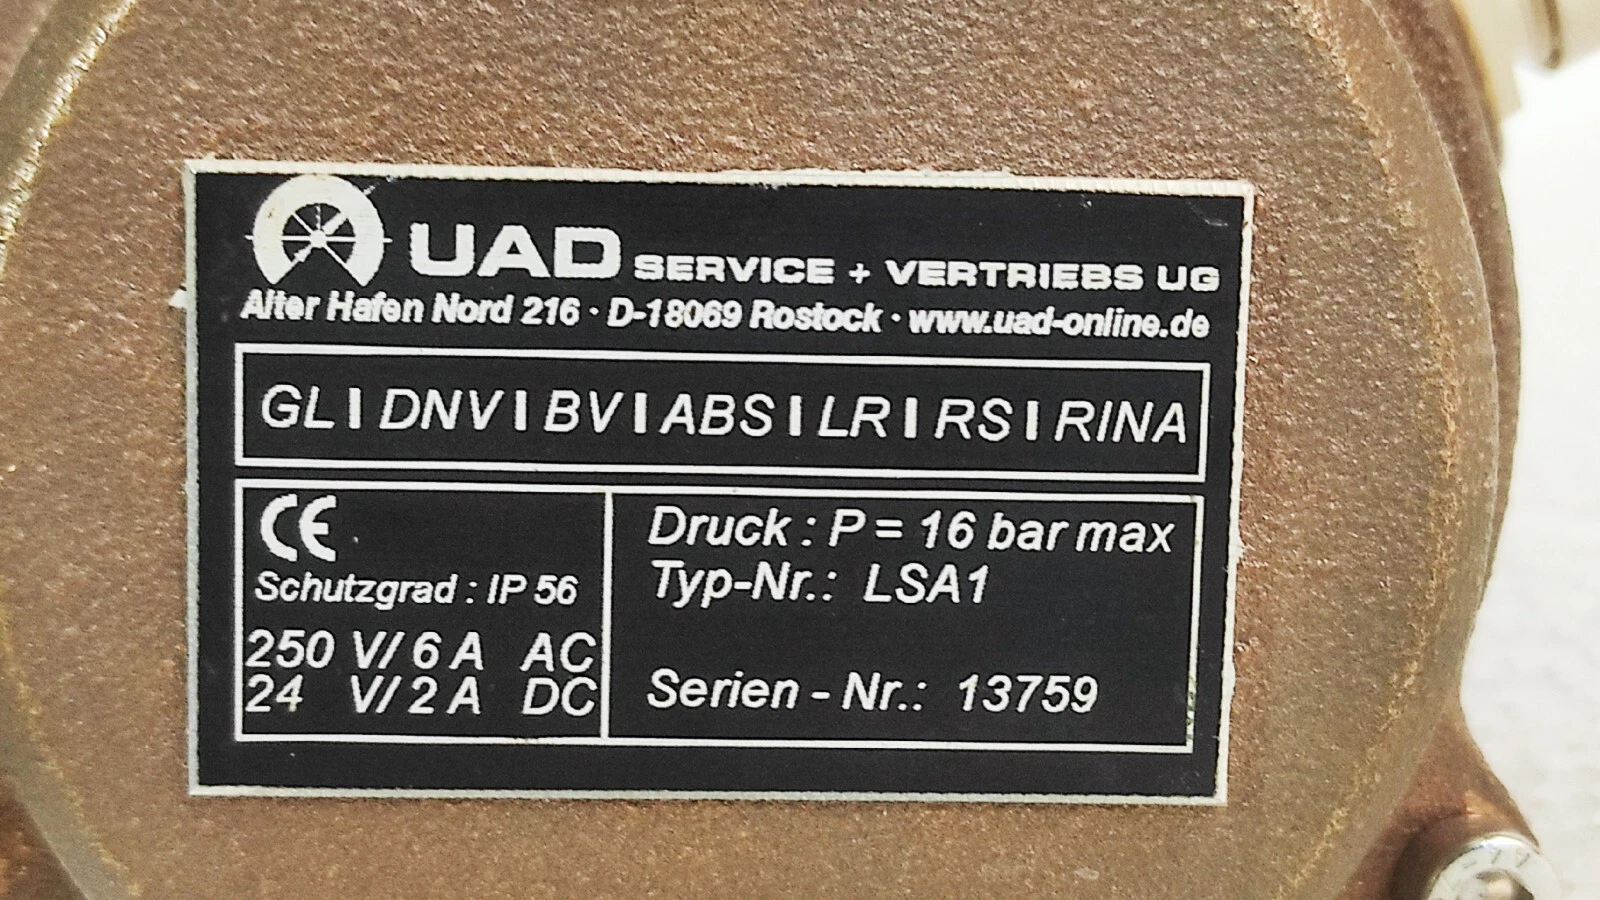 UAD SERVICE + VERTRIEBS UG
Alter Hafen Nord 216 · D-18069 Rostock · www.uad-online.de
GL | DNV | BV | ABS | LR | RS | RINA
CE
Schutzgrad : IP 56
250 V/ 6 A AC
24 V/ 2 A DC
Druck : P = 16 bar max
Typ-Nr.: LSA1
Serien - Nr.: 13759